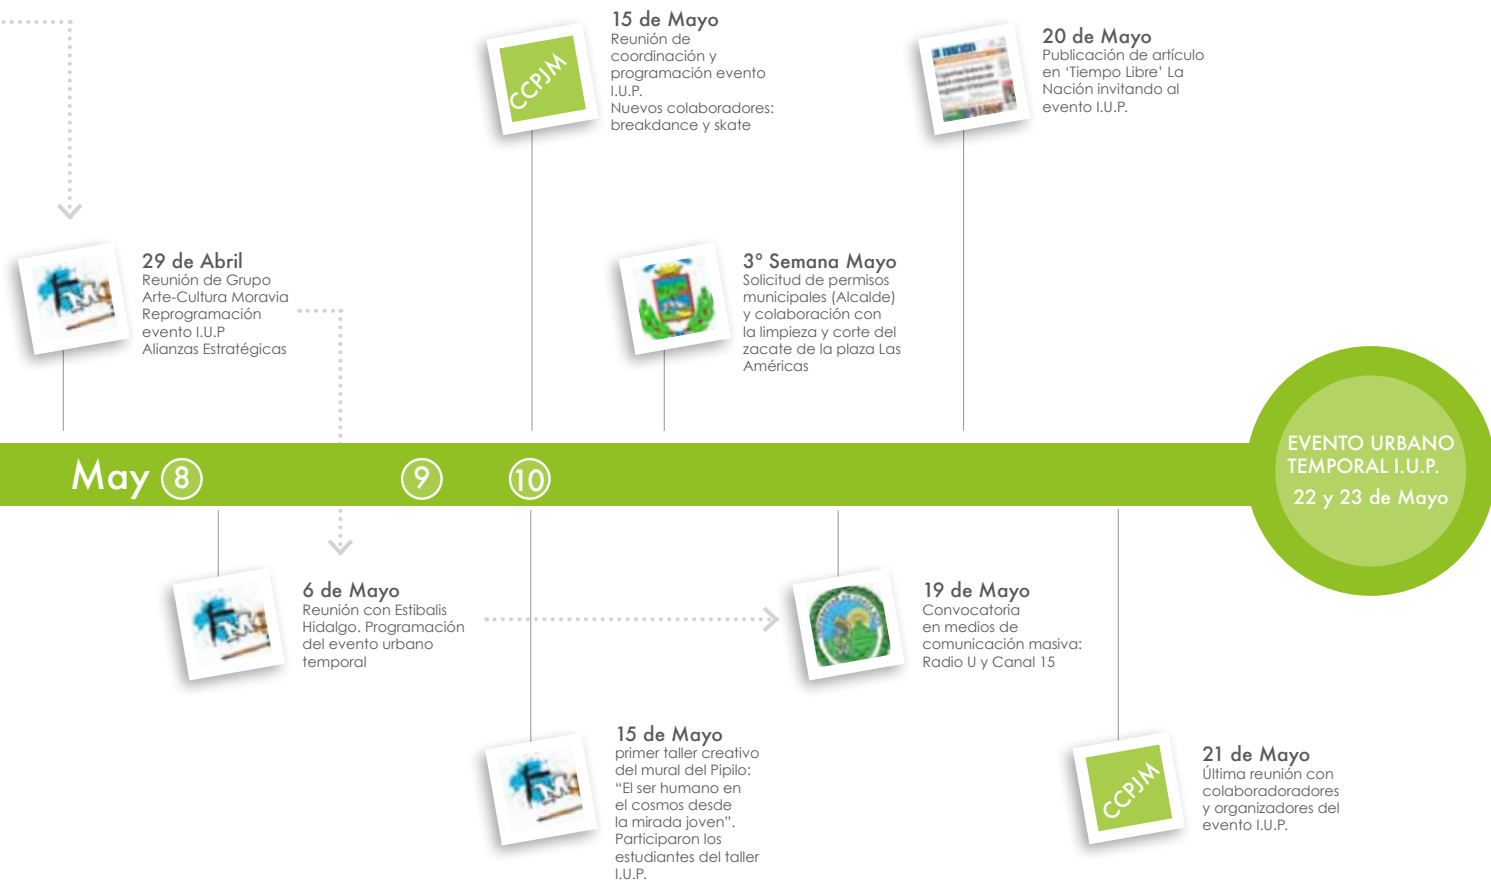 15 de Mayo
Reunión de
coordinación y
programación evento
I.U.P.
Nuevos colaboradores:
breakdance y skate
CCPJM
20 de Mayo
Publicación de artículo
en 'Tiempo Libre' La
Nación invitando al
evento I.U.P.
29 de Abril
Reunión de Grupo
Arte-Cultura Moravia
Reprogramación
evento I.U.P
Alianzas Estratégicas
3° Semana Mayo
Solicitud de permisos
municipales (Alcalde)
y colaboración con
la limpieza y corte del
zacate de la plaza Las
Américas
May 8 9 10
EVENTO URBANO
TEMPORAL I.U.P.
22 y 23 de Mayo
6 de Mayo
Reunión con Estibalis
Hidalgo. Programación
del evento urbano
temporal
19 de Mayo
Convocatoria
en medios de
comunicación masiva:
Radio U y Canal 15
15 de Mayo
primer taller creativo
del mural del Pipilo:
“El ser humano en
el cosmos desde
la mirada joven”.
Participaron los
estudiantes del taller
I.U.P.
CCPJM
21 de Mayo
Última reunión con
colaboradoradores
y organizadores del
evento I.U.P.